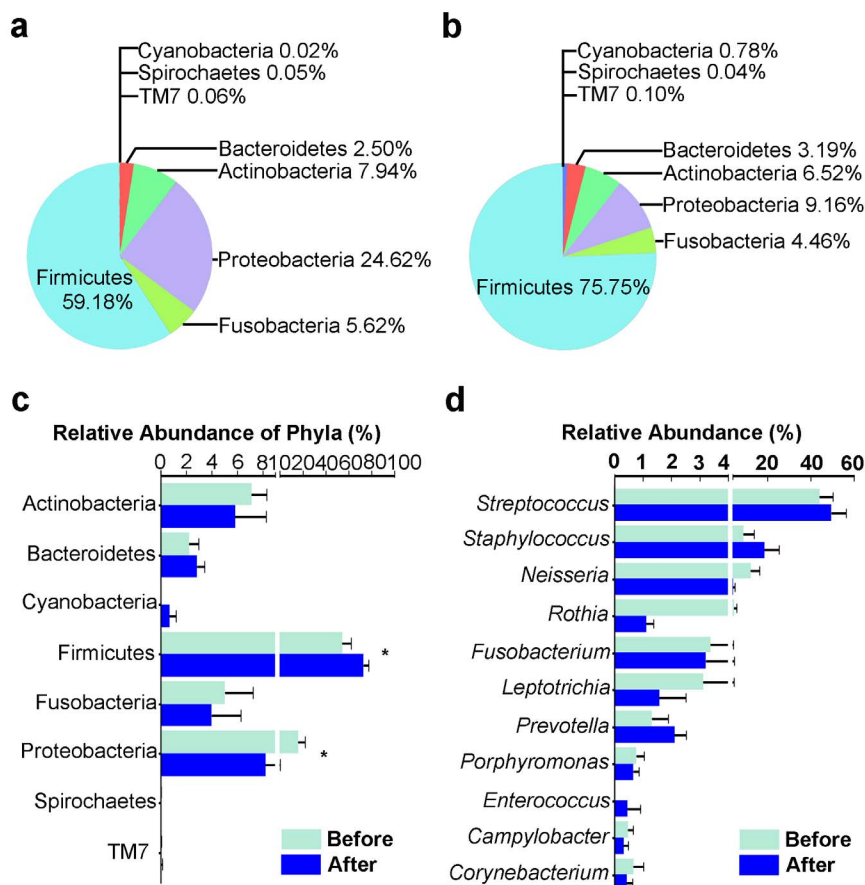 a
Cyanobacteria 0.02%
Spirochaetes 0.05%
TM7 0.06%
Bacteroidetes 2.50%
Actinobacteria 7.94%
Proteobacteria 24.62%
Firmicutes
59.18%
Fusobacteria 5.62%
b
Cyanobacteria 0.78%
Spirochaetes 0.04%
TM7 0.10%
Bacteroidetes 3.19%
Actinobacteria 6.52%
Proteobacteria 9.16%
Fusobacteria 4.46%
Firmicutes 75.75%
c
Relative Abundance of Phyla (%)
0 2 4 6 810 20 40 60 80 100
Actinobacteria
Bacteroidetes
Cyanobacteria
Firmicutes
*
Fusobacteria
Proteobacteria
*
Spirochaetes
TM7
Before
After
d
Relative Abundance (%)
0 1 2 3 4 20 40 60
Streptococcus
Staphylococcus
Neisseria
Rothia
Fusobacterium
Leptotrichia
Prevotella
Porphyromonas
Enterococcus
Campylobacter
Corynebacterium
Before
After